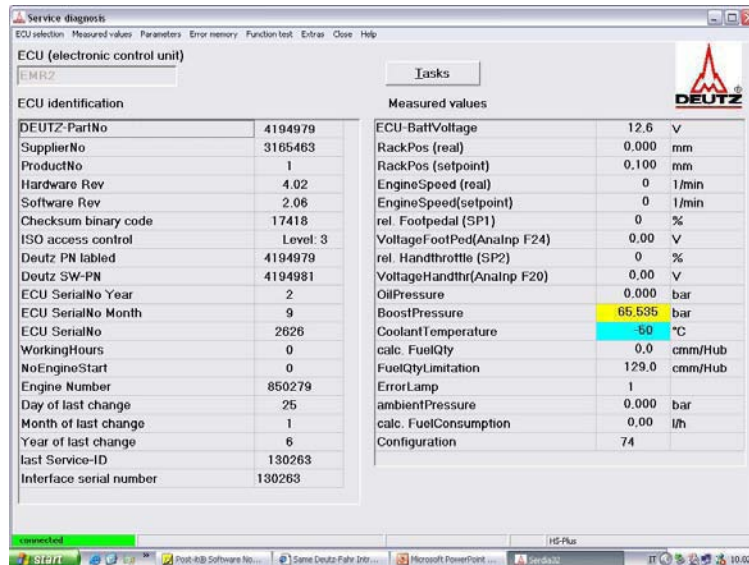 Service diagnosis
ECU selection Measured values Parameters Error memory Function test Extras Close Help
ECU (electronic control unit)
EMR2
Tasks
DEUTZ
®
ECU identification
Measured values
DEUTZ-PartNo 4194979
SupplierNo 3165463
ProductNo 1
Hardware Rev 4.02
Software Rev 2.06
Checksum binary code 17418
ISO access control Level: 3
Deutz PN labled 4194979
Deutz SW-PN 4194981
ECU SerialNo Year 2
ECU SerialNo Month 9
ECU SerialNo 2626
WorkingHours 0
NoEngineStart 0
Engine Number 850279
Day of last change 25
Month of last change 1
Year of last change 6
last Service-ID 130263
Interface serial number 130263
ECU-BattVoltage 12,6 V
RackPos (real) 0,000 mm
RackPos (setpoint) 0,100 mm
EngineSpeed (real) 0 1/min
EngineSpeed(setpoint) 0 1/min
rel. Footpedal (SP1) 0 %
VoltageFootPed(AnaInp F24) 0,00 V
rel. Handthrottle (SP2) 0 %
VoltageHandthr(AnaInp F20) 0,00 V
OilPressure 0,000 bar
BoostPressure 65,535 bar
CoolantTemperature -50 °C
calc. FuelQty 0,0 cmm/Hub
FuelQtyLimitation 129,0 cmm/Hub
ErrorLamp 1
ambientPressure 0,000 bar
calc. FuelConsumption 0,00 l/h
Configuration 74
connected
HS-Plus
start
Post-it® Software No...
Same Deutz-Fahr Intr...
Microsoft PowerPoint ...
Serdia32
IT